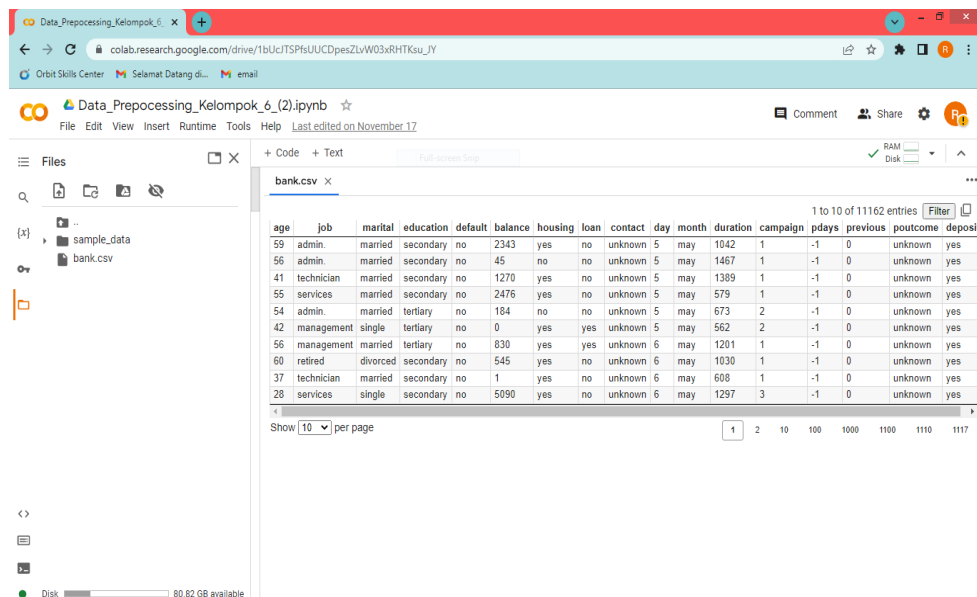 Data_Prepocessing_Kelompok_6_
colab.research.google.com/drive/1bUcJTSPfsUUCDpesZLvW03xRHTKsu_JY
R
Orbit Skills Center Selamat Datang di... email
Data_Prepocessing_Kelompok_6_(2).ipynb
Comment Share
File Edit View Insert Runtime Tools Help Last edited on November 17
Files
+ Code + Text
Full-screen Snip
RAM
Disk
bank.csv
1 to 10 of 11162 entries Filter
..
sample_data
bank.csv
{x}
age job marital education default balance housing loan contact day month duration campaign pdays previous poutcome deposi
59 admin. married secondary no 2343 yes no unknown 5 may 1042 1 -1 0 unknown yes
56 admin. married secondary no 45 no no unknown 5 may 1467 1 -1 0 unknown yes
41 technician married secondary no 1270 yes no unknown 5 may 1389 1 -1 0 unknown yes
55 services married secondary no 2476 yes no unknown 5 may 579 1 -1 0 unknown yes
54 admin. married tertiary no 184 no no unknown 5 may 673 2 -1 0 unknown yes
42 management single tertiary no 0 yes yes unknown 5 may 562 2 -1 0 unknown yes
56 management married tertiary no 830 yes yes unknown 6 may 1201 1 -1 0 unknown yes
60 retired divorced secondary no 545 yes no unknown 6 may 1030 1 -1 0 unknown yes
37 technician married secondary no 1 yes no unknown 6 may 608 1 -1 0 unknown yes
28 services single secondary no 5090 yes no unknown 6 may 1297 3 -1 0 unknown yes
Show 10 per page
1 2 10 100 1000 1100 1110 1117
Disk 80.82 GB available